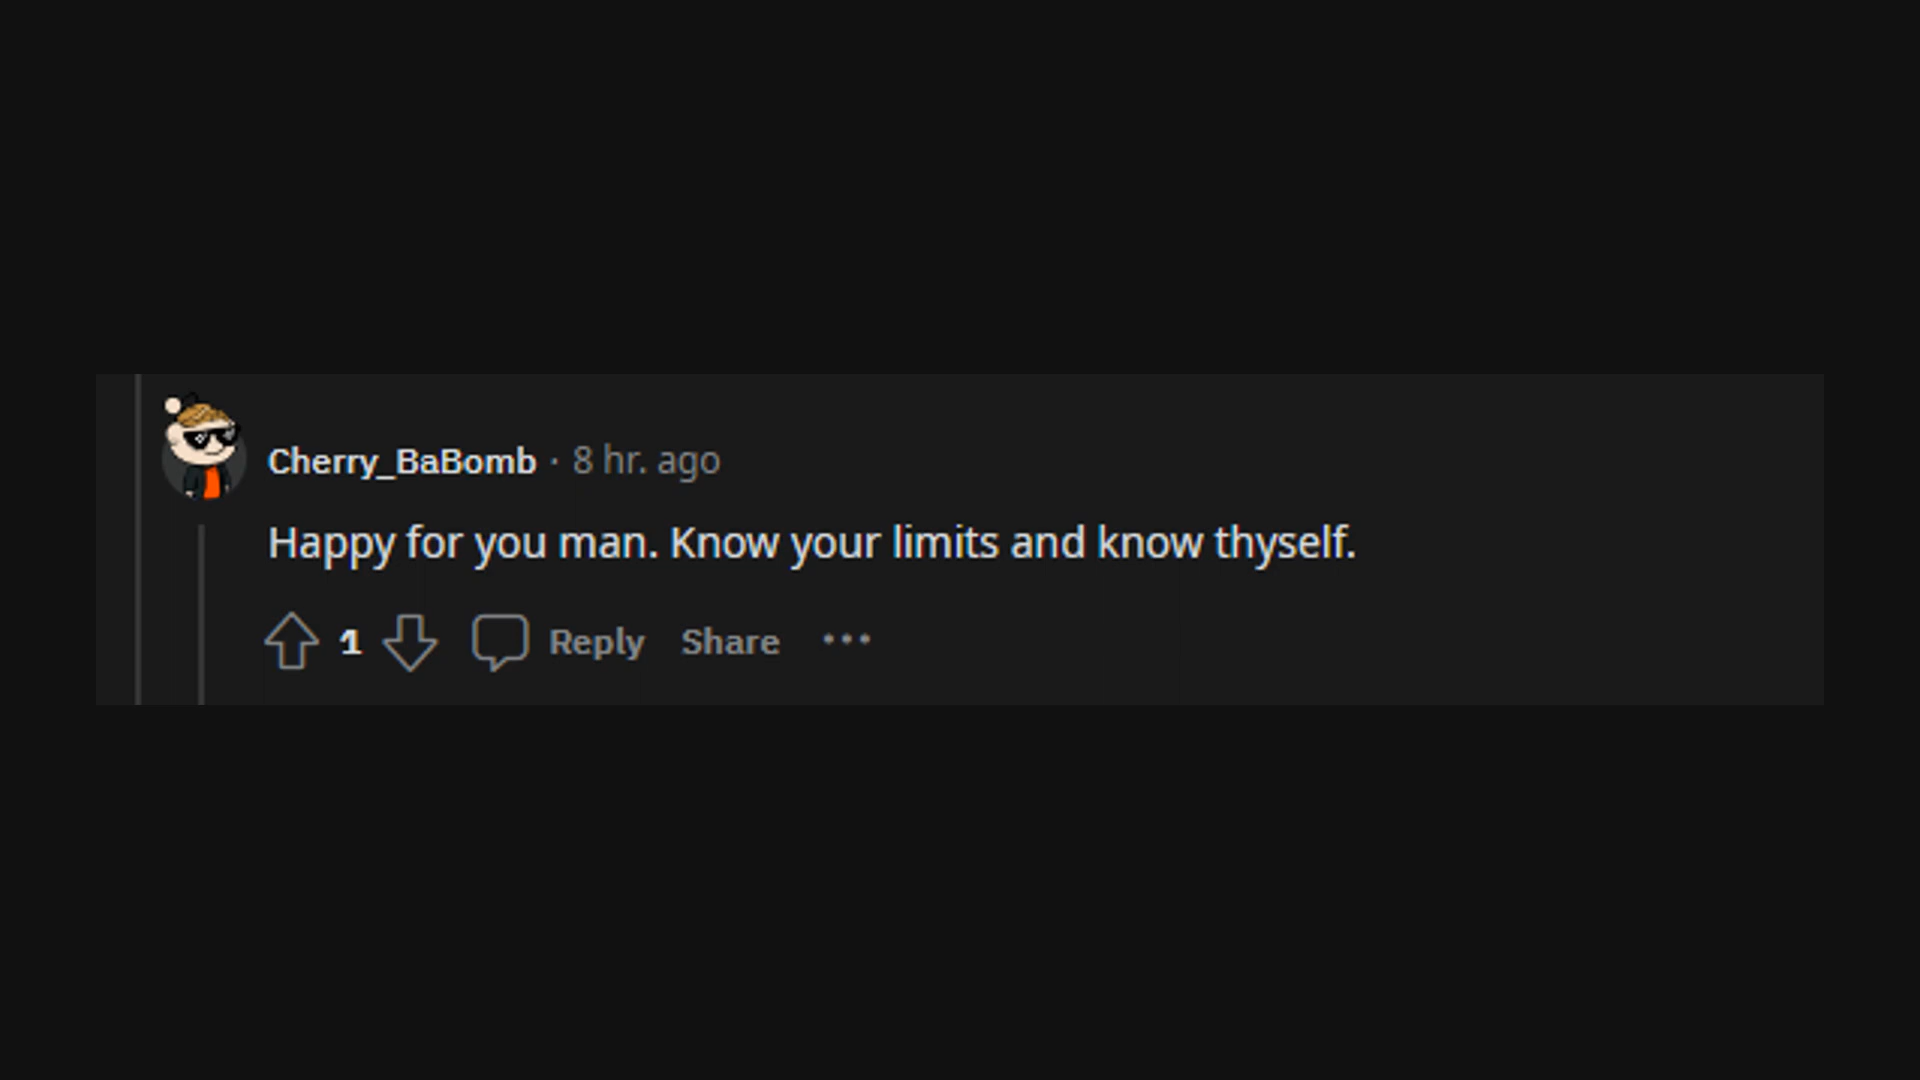 Cherry_BaBomb · 8 hr. ago
Happy for you man. Know your limits and know thyself.
1 Reply Share ···